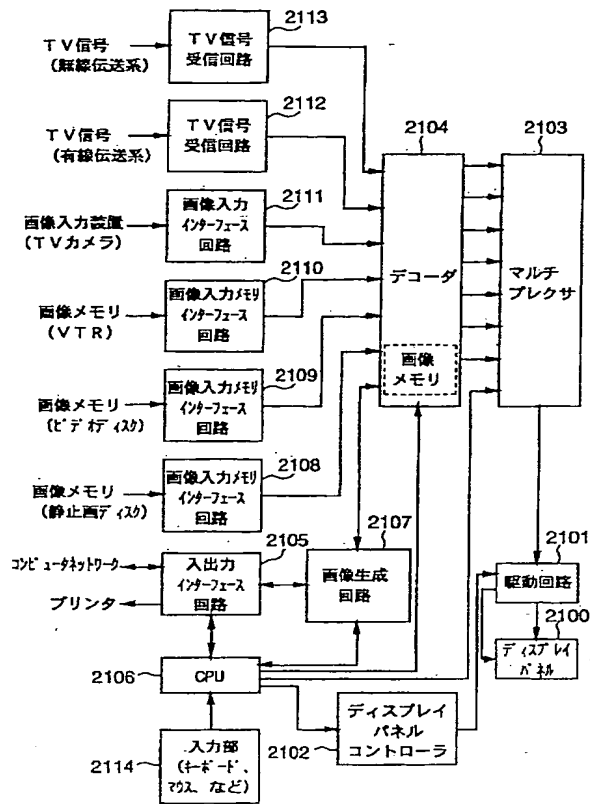 2113
TV信号
(無線伝送系)
TV信号
受信回路
2112
TV信号
(有線伝送系)
TV信号
受信回路
2104
2103
2111
画像入力装置
(TVカメラ)
画像入力
インターフェース
回路
2110
画像メモリ
(VTR)
画像入力メモリ
インターフェース
回路
デコーダ
マルチ
プレクサ
画像
メモリ
2109
画像メモリ
(ビデオディスク)
画像入力メモリ
インターフェース
回路
2108
画像メモリ
(静止画ディスク)
画像入力メモリ
インターフェース
回路
2107
2105
コンピュータネットワーク
プリンタ
入出力
インターフェース
回路
画像生成
回路
2101
駆動回路
2100
ディスプレイ
パネル
2106
CPU
2102
ディスプレイ
パネル
コントローラ
2114
入力部
(キーボード、
マウス、など)